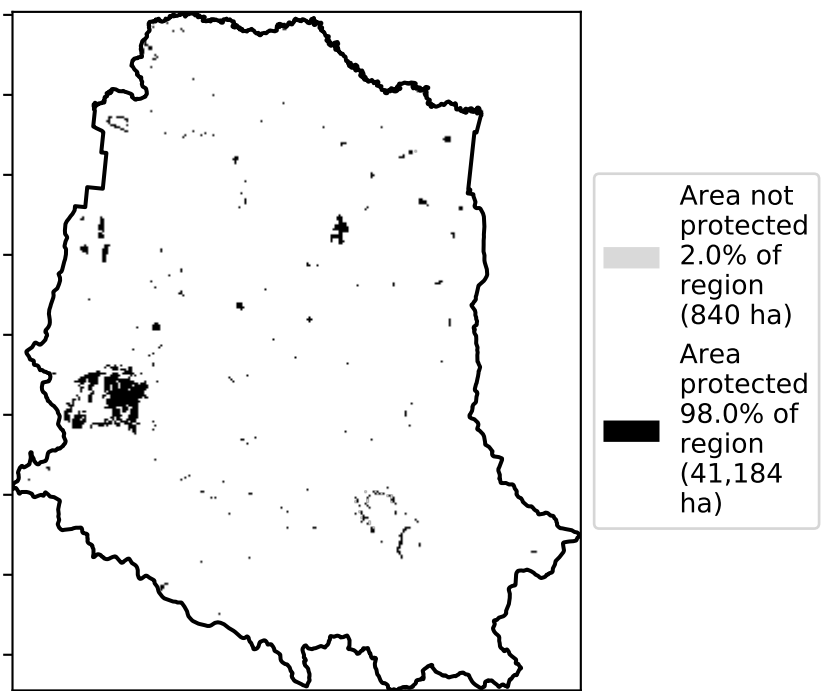 Area not
protected
2.0% of
region
(840 ha)
Area
protected
98.0% of
region
(41,184
ha)